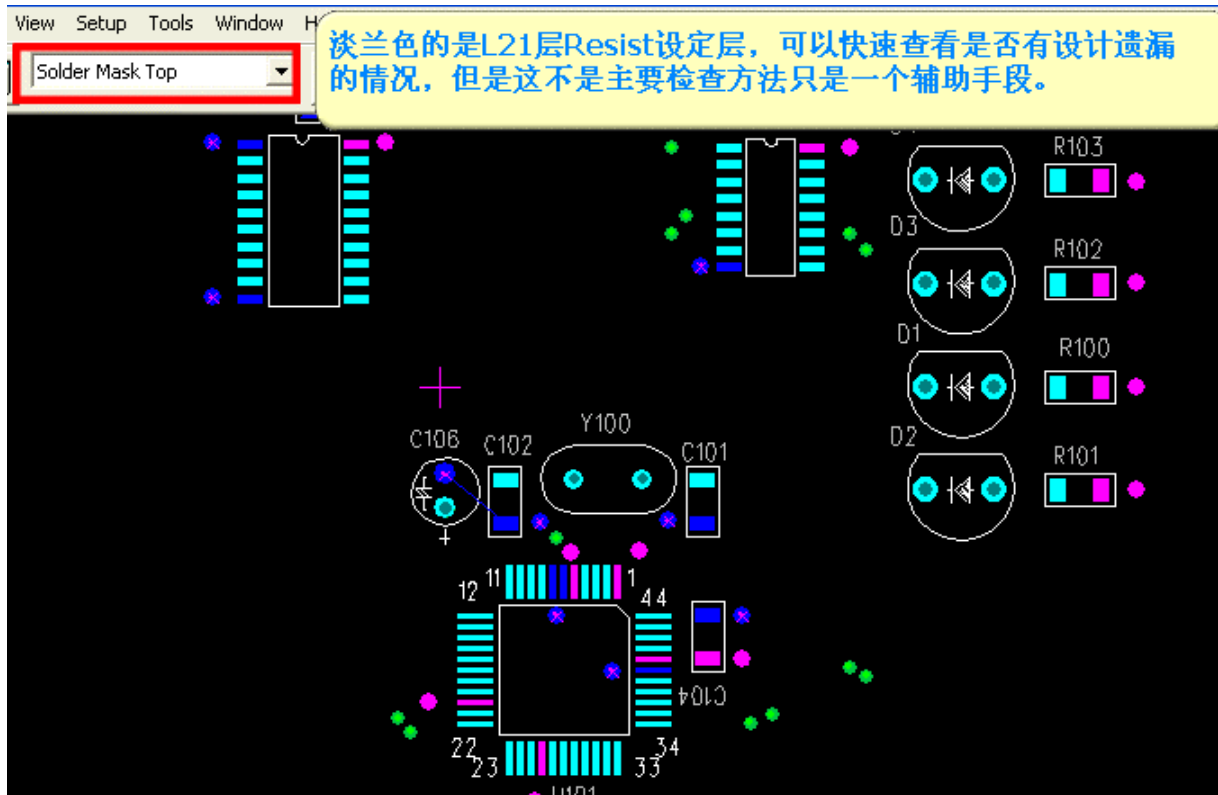 View Setup Tools Window H
Solder Mask Top
淡兰色的是L21层Resist设定层，可以快速查看是否有设计遗漏
的情况，但是这不是主要检查方法只是一个辅助手段。
R103
D3
R102
D1
R100
D2
R101
C106
C102
Y100
C101
+
12
11
1
44
C104
22
23
33
34
U101